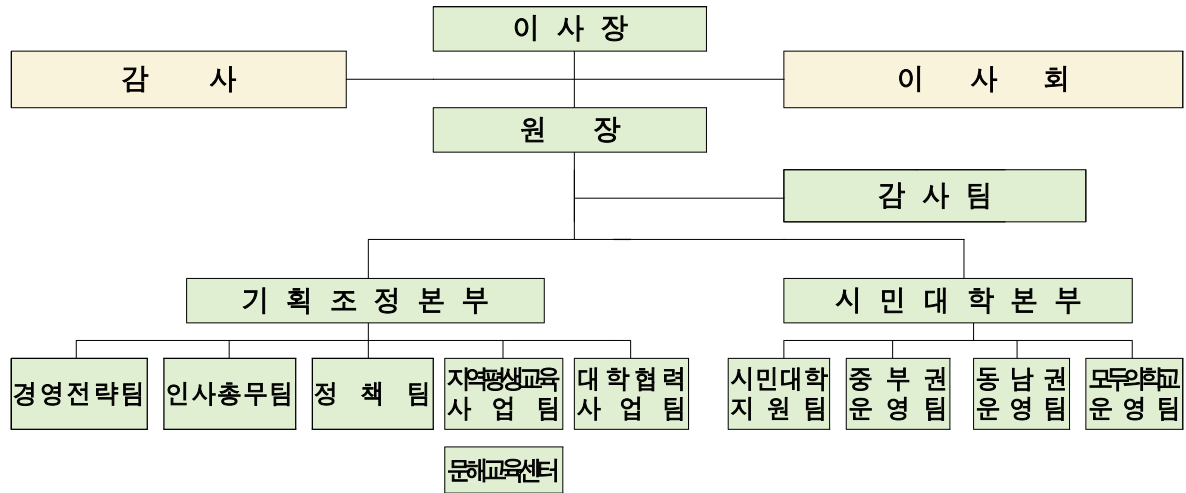 이 사 장
감 사
이 사 회
원 장
감 사 팀
기 획 조 정 본 부
시 민 대 학 본 부
경영전략팀
인사총무팀
정 책 팀
지역평생교육
사 업 팀
대 학 협 력
사 업 팀
시민대학
지 원 팀
중 부 권
운 영 팀
동 남 권
운 영 팀
모두의학교
운 영 팀
문해교육센터